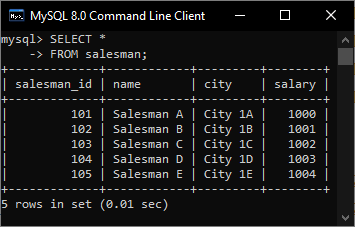 MySQL 8.0 Command Line Client
mysql> SELECT *
    -> FROM salesman;
+-------------+------------+---------+--------+
| salesman_id | name       | city    | salary |
+-------------+------------+---------+--------+
|         101 | Salesman A | City 1A |   1000 |
|         102 | Salesman B | City 1B |   1001 |
|         103 | Salesman C | City 1C |   1002 |
|         104 | Salesman D | City 1D |   1003 |
|         105 | Salesman E | City 1E |   1004 |
+-------------+------------+---------+--------+
5 rows in set (0.01 sec)